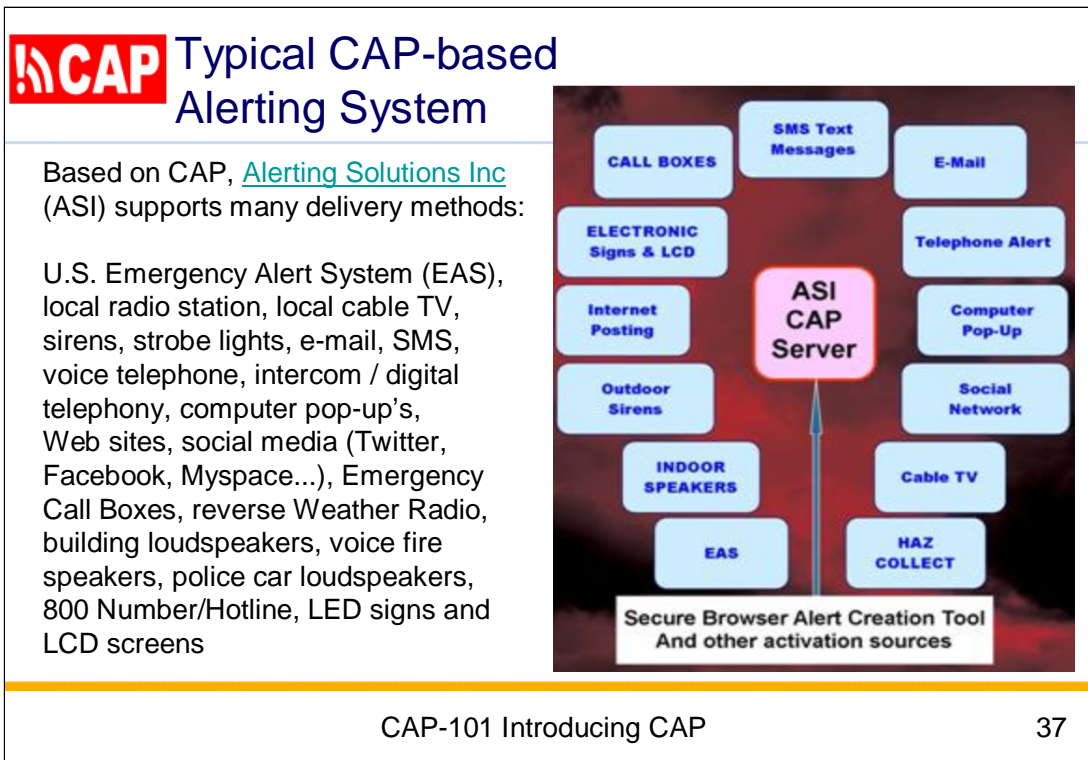 CAP
Typical CAP-based
Alerting System
Based on CAP, Alerting Solutions Inc
(ASI) supports many delivery methods:
U.S. Emergency Alert System (EAS),
local radio station, local cable TV,
sirens, strobe lights, e-mail, SMS,
voice telephone, intercom / digital
telephony, computer pop-up's,
Web sites, social media (Twitter,
Facebook, Myspace...), Emergency
Call Boxes, reverse Weather Radio,
building loudspeakers, voice fire
speakers, police car loudspeakers,
800 Number/Hotline, LED signs and
LCD screens
SMS Text
Messages
CALL BOXES
E-Mail
ELECTRONIC
Signs & LCD
Telephone Alert
ASI
CAP
Server
Internet
Posting
Computer
Pop-Up
Outdoor
Sirens
Social
Network
INDOOR
SPEAKERS
Cable TV
EAS
HAZ
COLLECT
Secure Browser Alert Creation Tool
And other activation sources
CAP-101 Introducing CAP
37